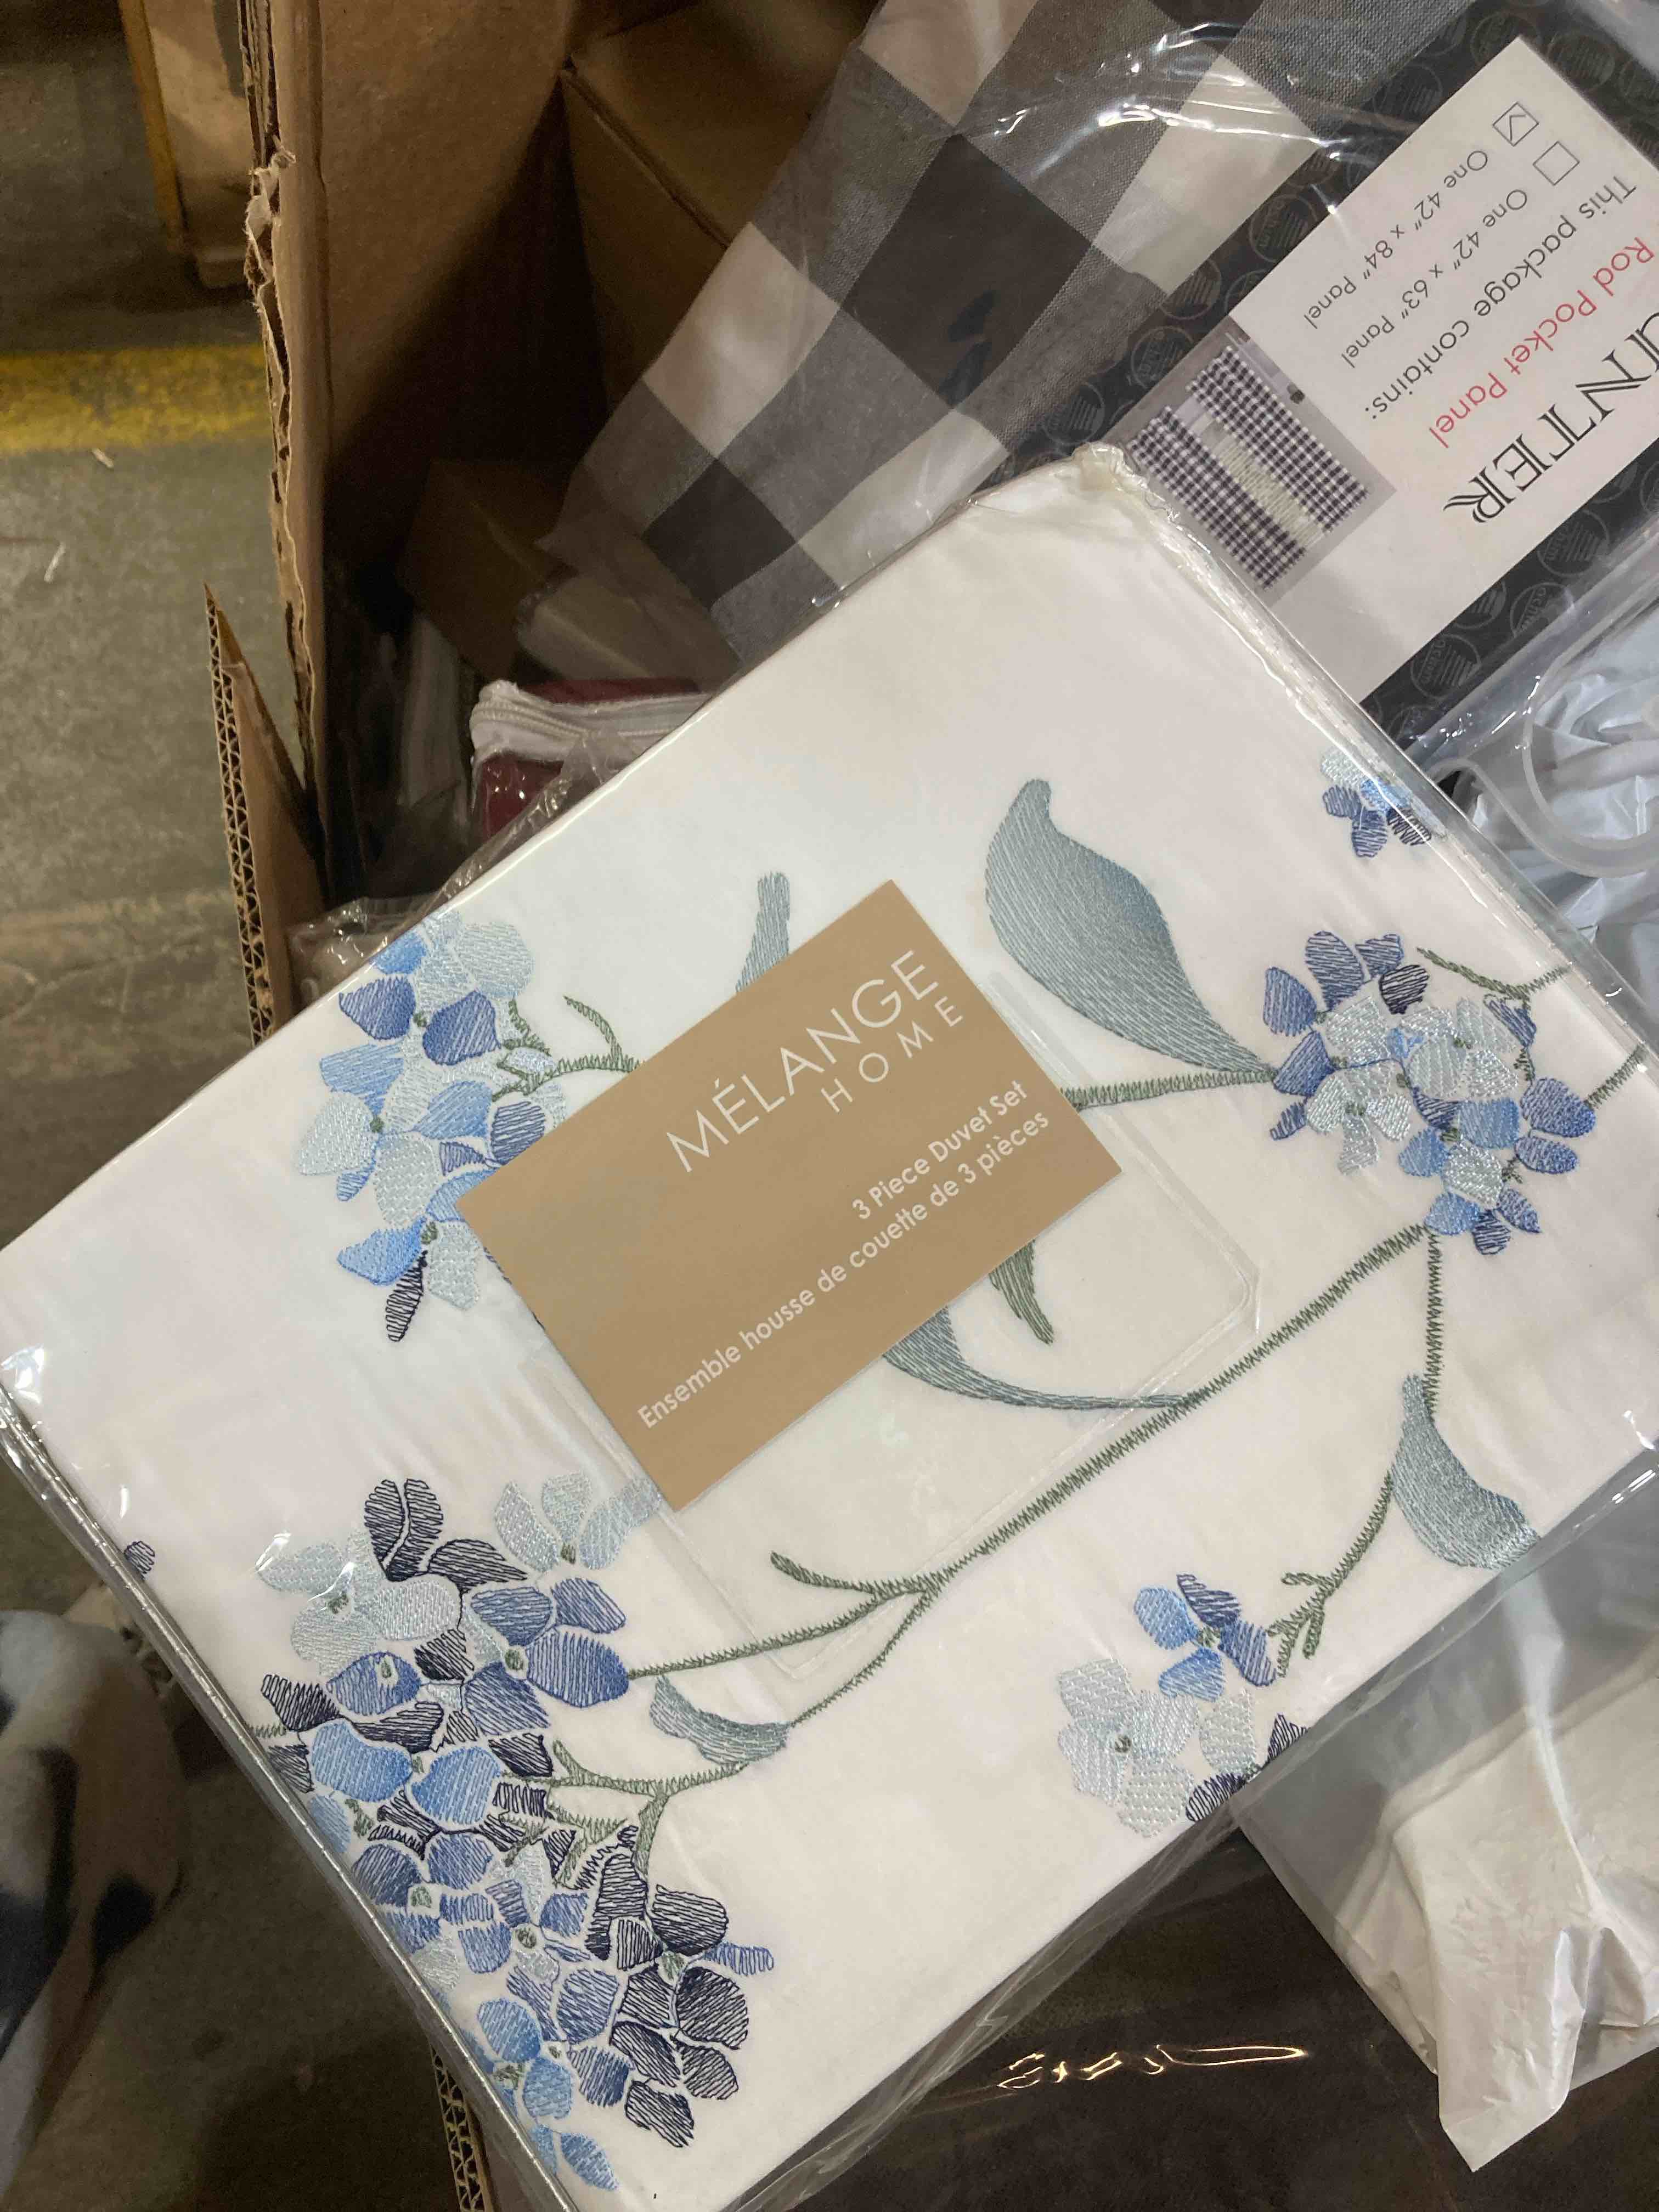 MÉLANGE
HOME
3 Piece Duvet Set
Ensemble housse de couette de 3 pièces
Rod Pocket Panel
This package contains:
One 42" x 63" Panel
One 42" x 84" Panel